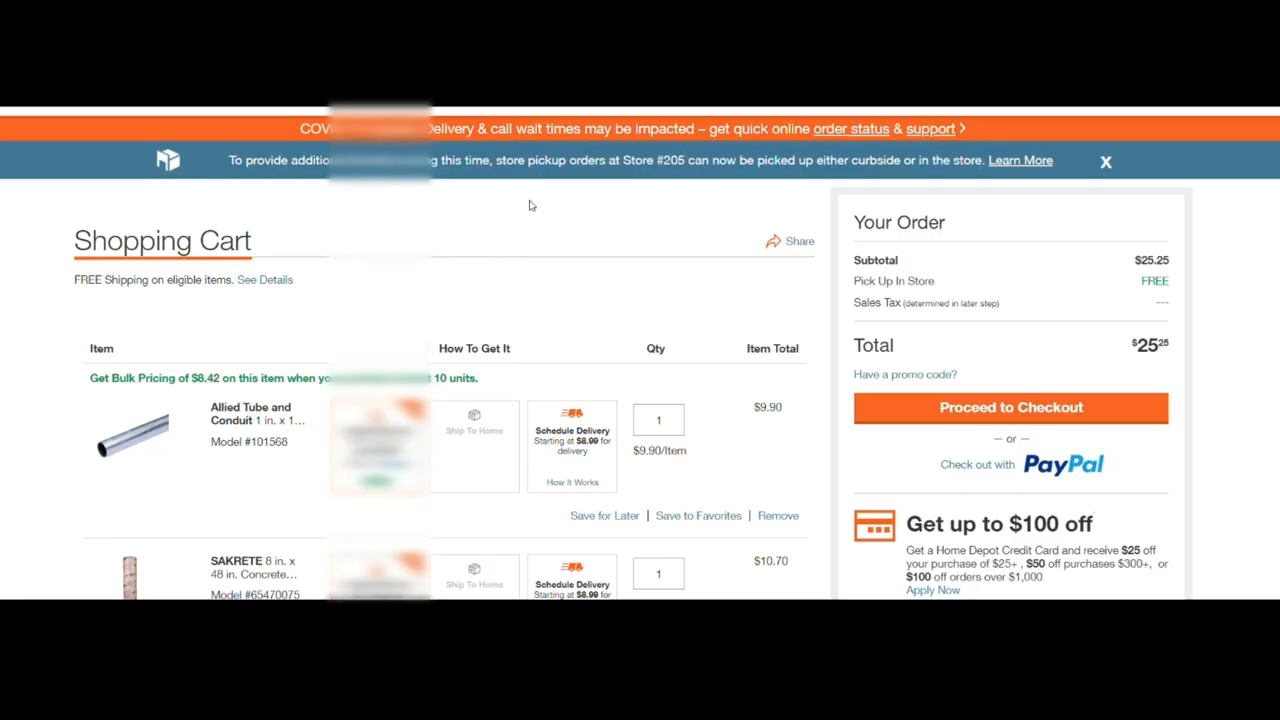 COV Delivery & call wait times may be impacted – get quick online order status & support >
To provide additio this time, store pickup orders at Store #205 can now be picked up either curbside or in the store. Learn More X
Shopping Cart
Share
FREE Shipping on eligible items. See Details
Item How To Get It Qty Item Total
Get Bulk Pricing of $8.42 on this item when 10 units.
Allied Tube and
Conduit 1 in. x 1...
Model #101568
Ship To Home
Schedule Delivery
Starting at $8.99 for
delivery
How It Works
1
$9.90/Item
$9.90
Save for Later | Save to Favorites | Remove
SAKRETE 8 in. x
48 in. Concrete...
Model #65470075
Ship To Home
Schedule Delivery
Starting at $8.99 for
1
$10.70
Your Order
Subtotal $25.25
Pick Up In Store FREE
Sales Tax (determined in later step) ---
Total $25 25
Have a promo code?
Proceed to Checkout
— or —
Check out with PayPal
Get up to $100 off
Get a Home Depot Credit Card and receive $25 off
your purchase of $25+ , $50 off purchases $300+, or
$100 off orders over $1,000
Apply Now